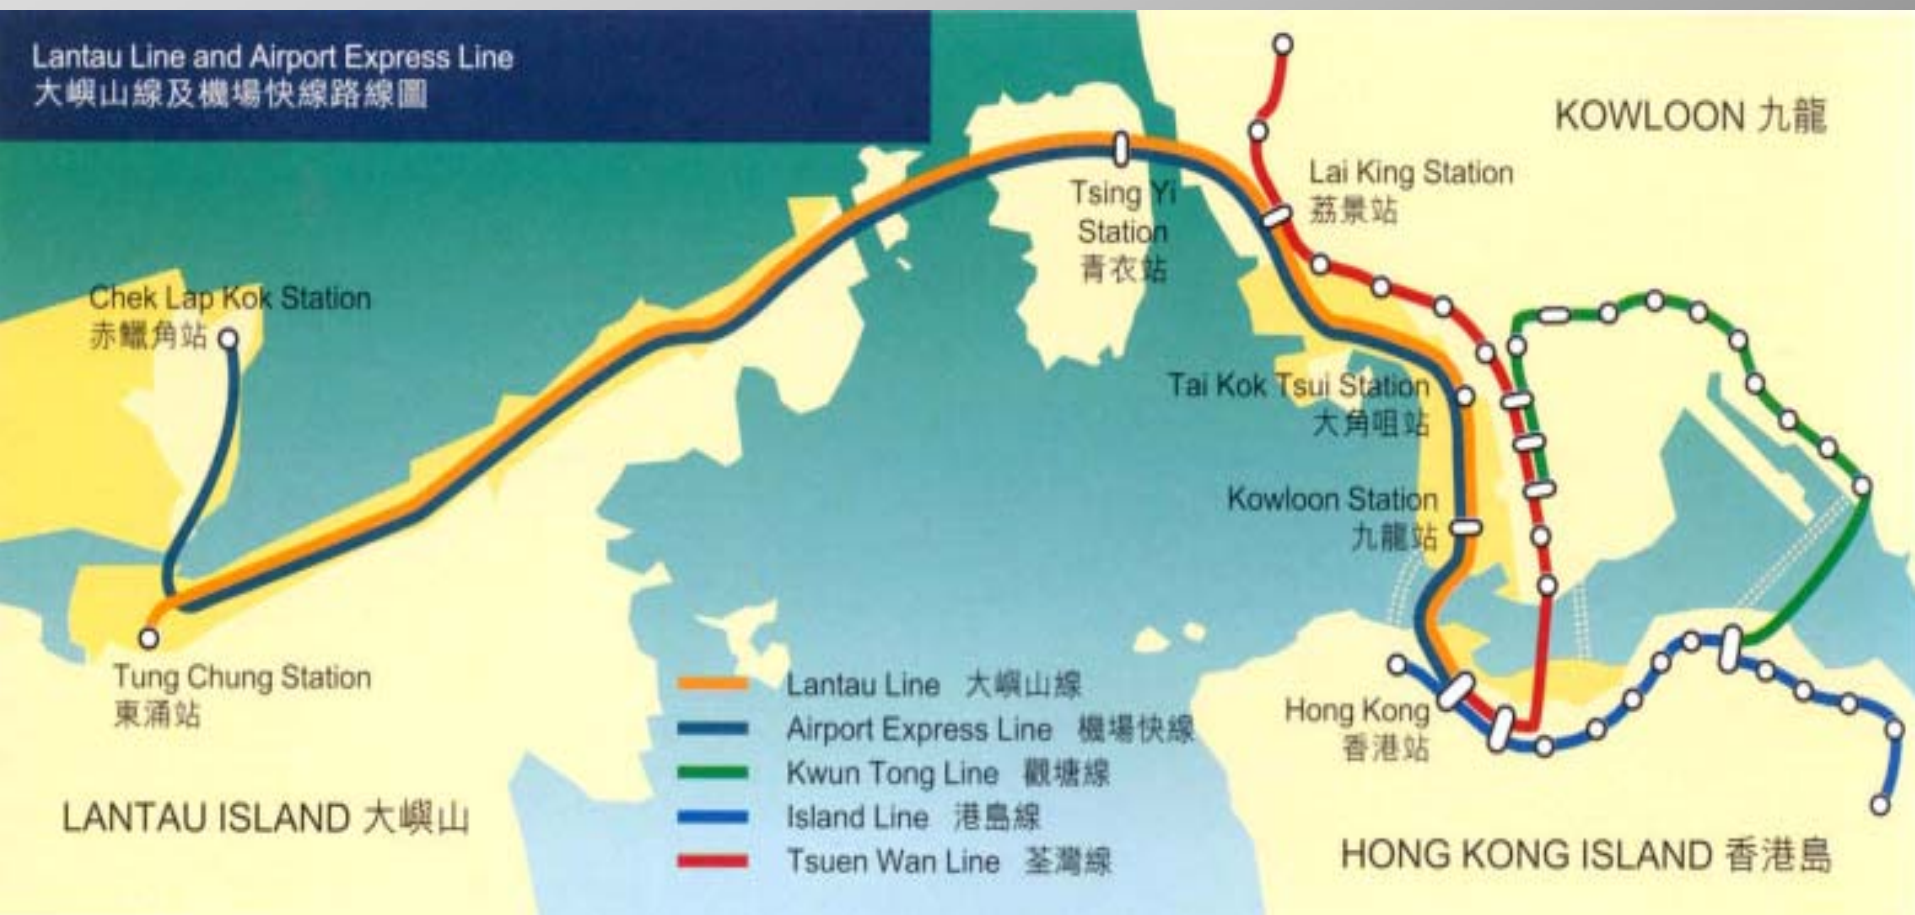 Lantau Line and Airport Express Line
大嶼山線及機場快線路線圖
KOWLOON 九龍
Lai King Station
荔景站
Tsing Yi
Station
青衣站
Chek Lap Kok Station
赤鱲角站
Tai Kok Tsui Station
大角咀站
Kowloon Station
九龍站
Tung Chung Station
東涌站
Lantau Line 大嶼山線
Airport Express Line 機場快線
Kwun Tong Line 觀塘線
Island Line 港島線
Tsuen Wan Line 荃灣線
Hong Kong
香港站
LANTAU ISLAND 大嶼山
HONG KONG ISLAND 香港島